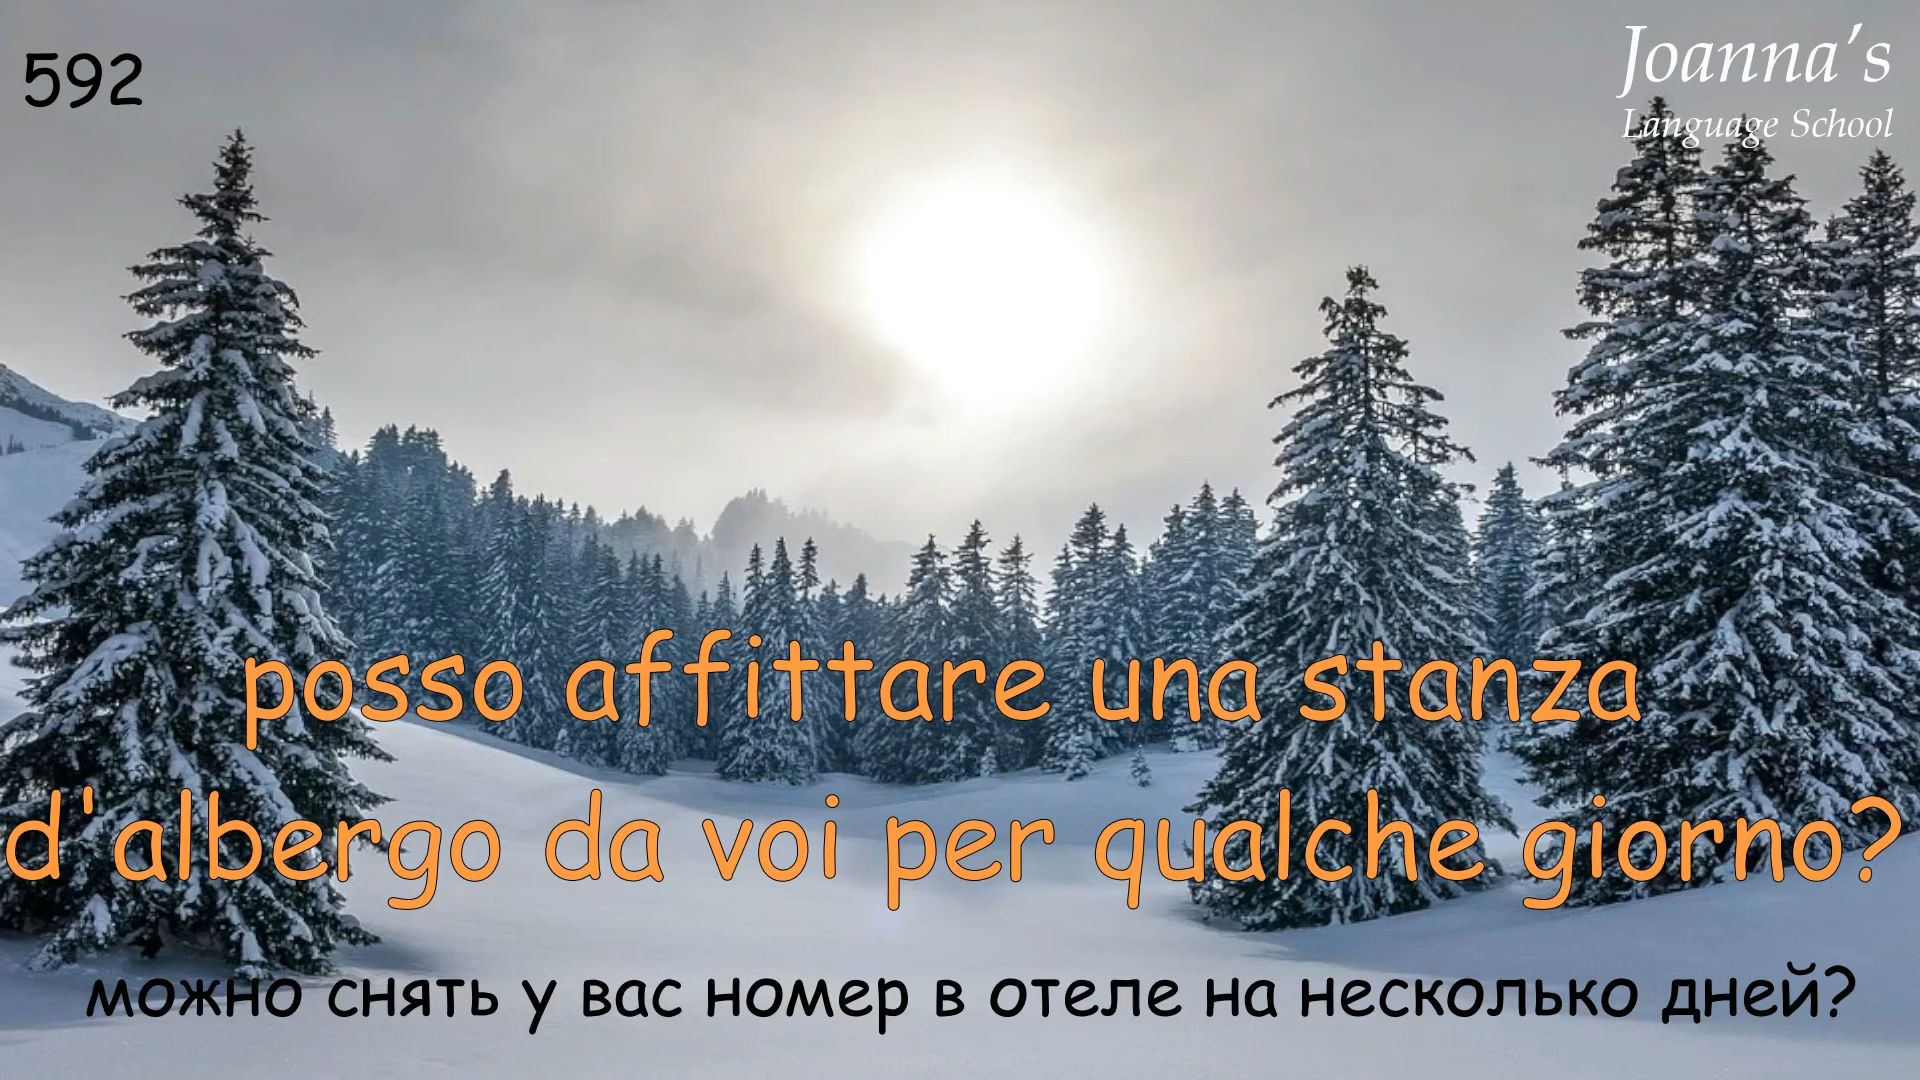 592
Joanna's
Language School
posso affittare una stanza
d'albergo da voi per qualche giorno?
можно снять у вас номер в отеле на несколько дней?